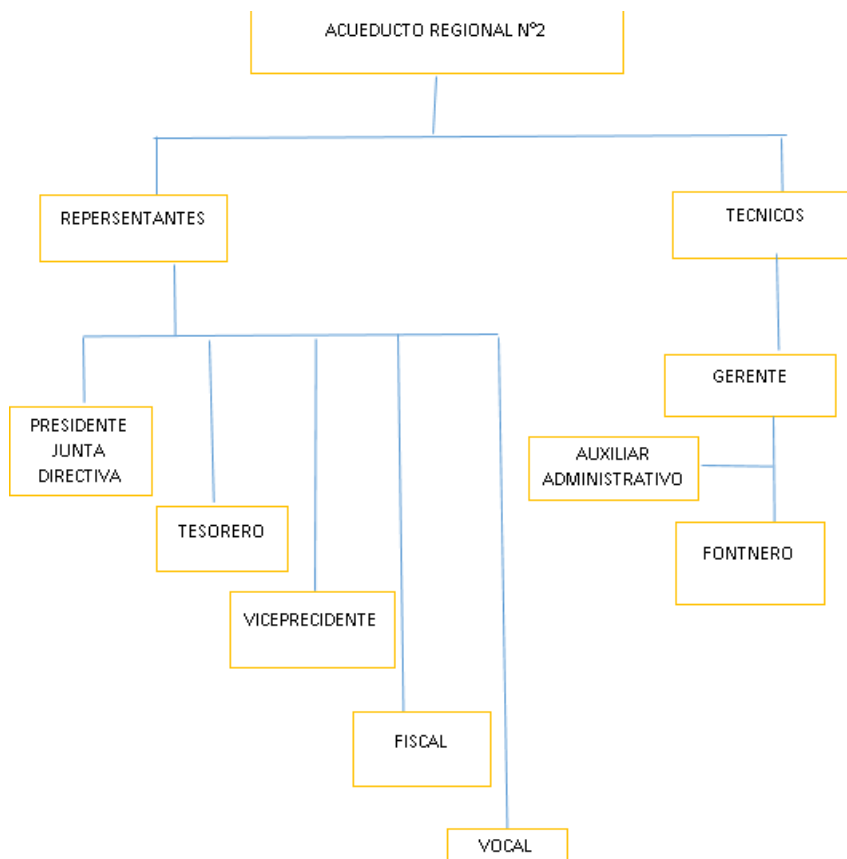 ACUEDUCTO REGIONAL N°2
REPERSENTANTES
TECNICOS
GERENTE
PRESIDENTE
JUNTA
DIRECTIVA
AUXILIAR
ADMINISTRATIVO
TESORERO
FONTNERO
VICEPRECIDENTE
FISCAL
VOCAL